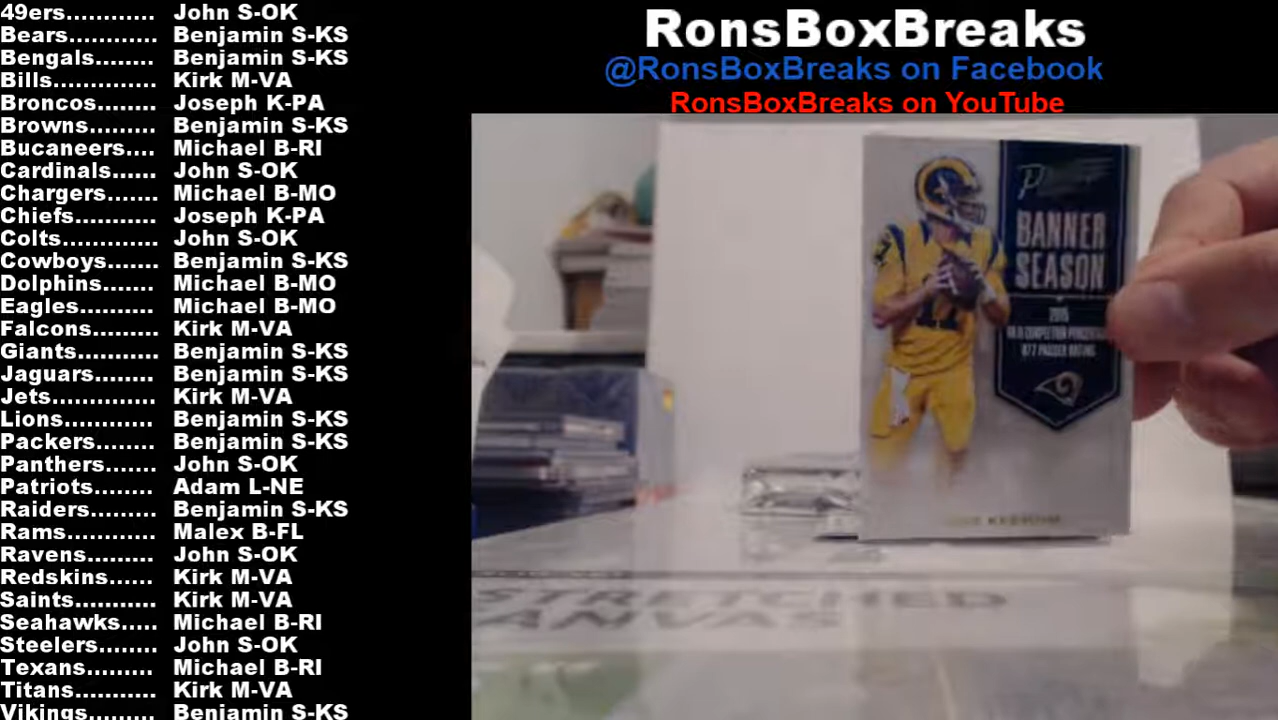 49ers............ John S-OK
Bears............ Benjamin S-KS
Bengals........ Benjamin S-KS
Bills.............. Kirk M-VA
Broncos........ Joseph K-PA
Browns......... Benjamin S-KS
Bucaneers.... Michael B-RI
Cardinals...... John S-OK
Chargers....... Michael B-MO
Chiefs........... Joseph K-PA
Colts............. John S-OK
Cowboys....... Benjamin S-KS
Dolphins....... Michael B-MO
Eagles.......... Michael B-MO
Falcons......... Kirk M-VA
Giants........... Benjamin S-KS
Jaguars........ Benjamin S-KS
Jets.............. Kirk M-VA
Lions............ Benjamin S-KS
Packers........ Benjamin S-KS
Panthers....... John S-OK
Patriots........ Adam L-NE
Raiders......... Benjamin S-KS
Rams............ Malex B-FL
Ravens.......... John S-OK
Redskins...... Kirk M-VA
Saints........... Kirk M-VA
Seahawks..... Michael B-RI
Steelers........ John S-OK
Texans......... Michael B-RI
Titans........... Kirk M-VA
Vikings......... Benjamin S-KS
RonsBoxBreaks
@RonsBoxBreaks on Facebook
RonsBoxBreaks on YouTube
BANNER
SEASON
2015
PASSER RATING
STRETCHED
CANVAS